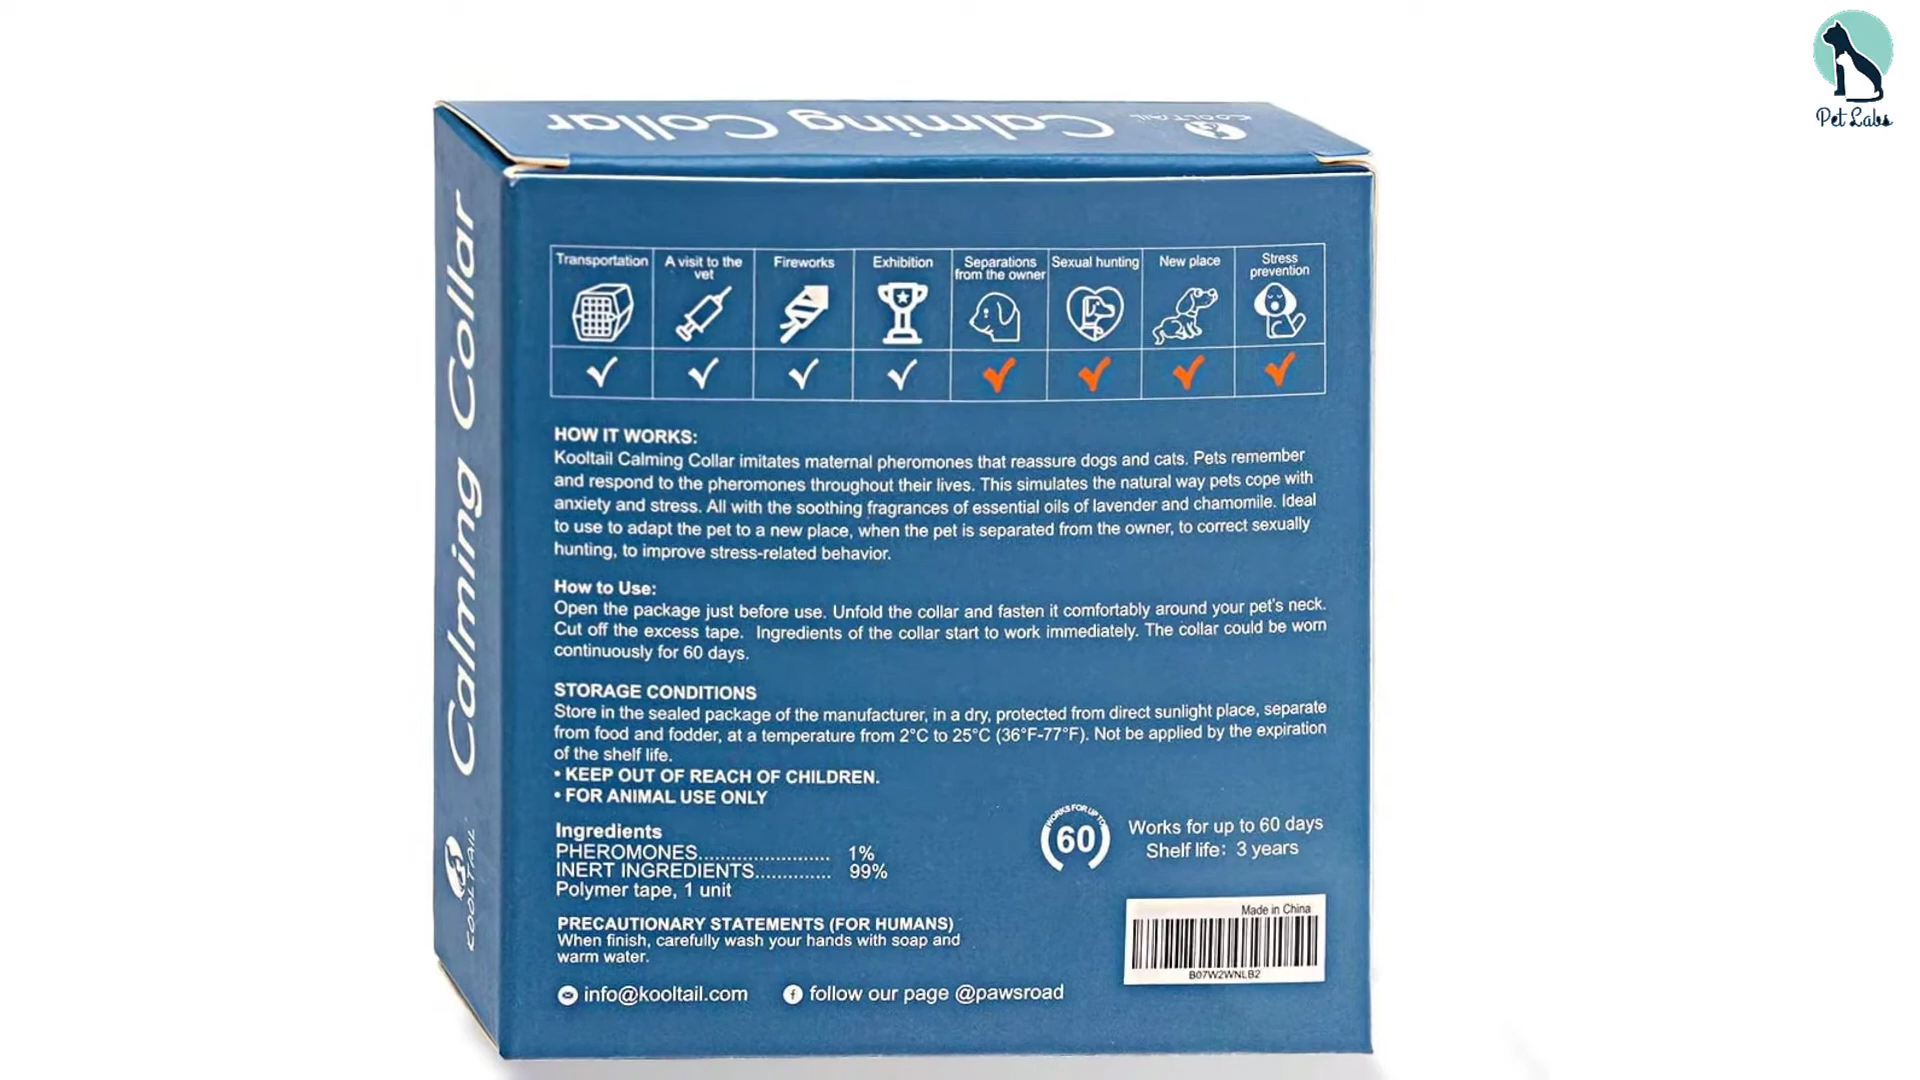 Pet Labs
Calming Collar
KOOLTAIL
Calming Collar
KOOLTAIL
Transportation
A visit to the
vet
Fireworks
Exhibition
Separations
from the owner
Sexual hunting
New place
Stress
prevention
HOW IT WORKS:
Kooltail Calming Collar imitates maternal pheromones that reassure dogs and cats. Pets remember
and respond to the pheromones throughout their lives. This simulates the natural way pets cope with
anxiety and stress. All with the soothing fragrances of essential oils of lavender and chamomile. Ideal
to use to adapt the pet to a new place, when the pet is separated from the owner, to correct sexually
hunting, to improve stress-related behavior.
How to Use:
Open the package just before use. Unfold the collar and fasten it comfortably around your pet's neck.
Cut off the excess tape. Ingredients of the collar start to work immediately. The collar could be worn
continuously for 60 days.
STORAGE CONDITIONS
Store in the sealed package of the manufacturer, in a dry, protected from direct sunlight place, separate
from food and fodder, at a temperature from 2°C to 25°C (36°F-77°F). Not be applied by the expiration
of the shelf life.
• KEEP OUT OF REACH OF CHILDREN.
• FOR ANIMAL USE ONLY
Ingredients
PHEROMONES....................... 1%
INERT INGREDIENTS............. 99%
Polymer tape, 1 unit
WORKS FOR UP TO
60
Works for up to 60 days
Shelf life: 3 years
PRECAUTIONARY STATEMENTS (FOR HUMANS)
When finish, carefully wash your hands with soap and
warm water.
Made in China
B07W2WNLB2
info@kooltail.com
follow our page @pawsroad